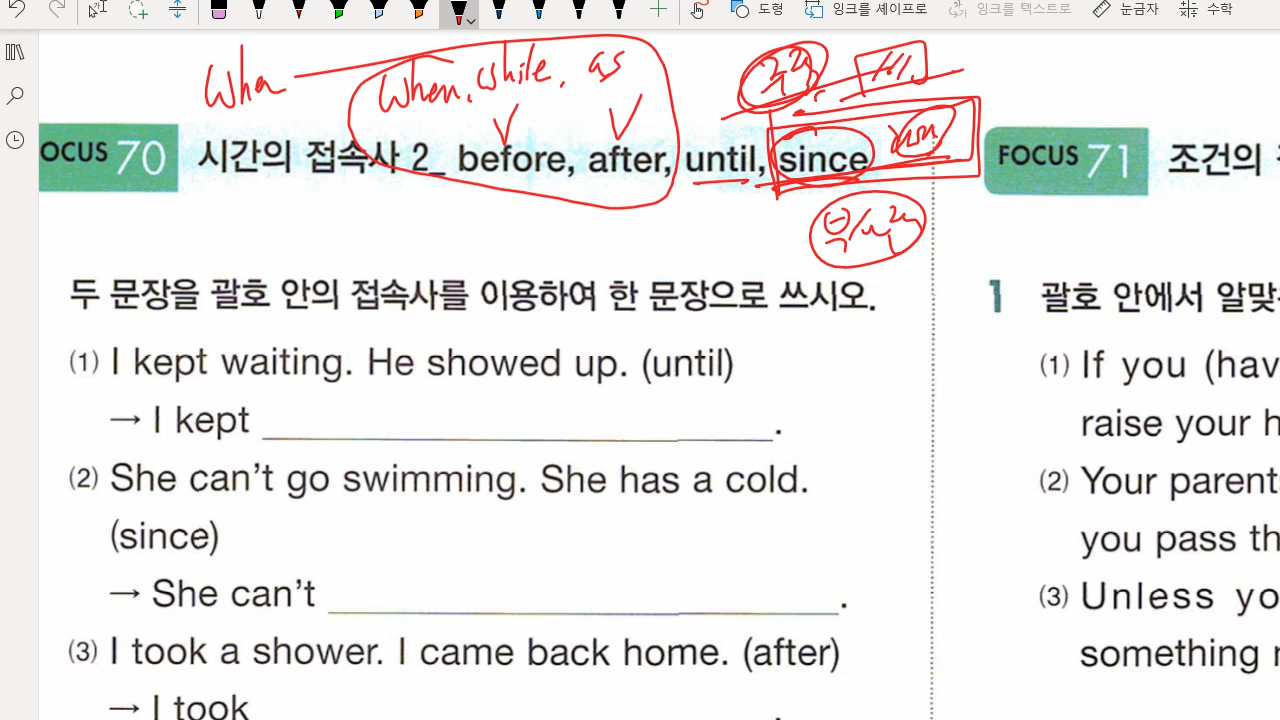 도형 잉크를 셰이프로 잉크를 텍스트로 눈금자 수학
When
when, while, as
OCUS 70 시간의 접속사 2_ before, after, until, since
두 문장을 괄호 안의 접속사를 이용하여 한 문장으로 쓰시오.
(1) I kept waiting. He showed up. (until)
→ I kept .
(2) She can't go swimming. She has a cold.
(since)
→ She can't .
(3) I took a shower. I came back home. (after)
→ I took .
FOCUS 71 조건의
1 괄호 안에서
(1) If you (hav
raise your h
(2) Your parent
you pass th
(3) Unless yo
something